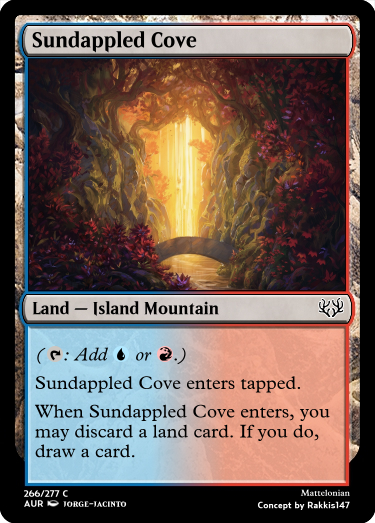 Sundappled Cove
Land — Island Mountain
( : Add or .)
Sundappled Cove enters tapped.
When Sundappled Cove enters, you
may discard a land card. If you do,
draw a card.
266/277 C
AUR JORGE-JACINTO
Mattelonian
Concept by Rakkis147